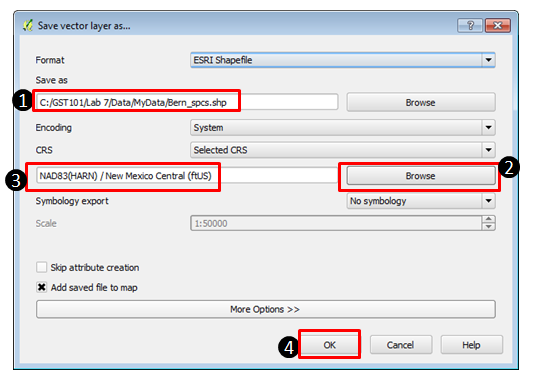 Save vector layer as...
Format ESRI Shapefile
Save as
1 C:/GST101/Lab 7/Data/MyData/Bern_spcs.shp Browse
Encoding System
CRS Selected CRS
3 NAD83(HARN) / New Mexico Central (ftUS) Browse 2
Symbology export No symbology
Scale 1:50000
Skip attribute creation
Add saved file to map
More Options >>
4 OK Cancel Help